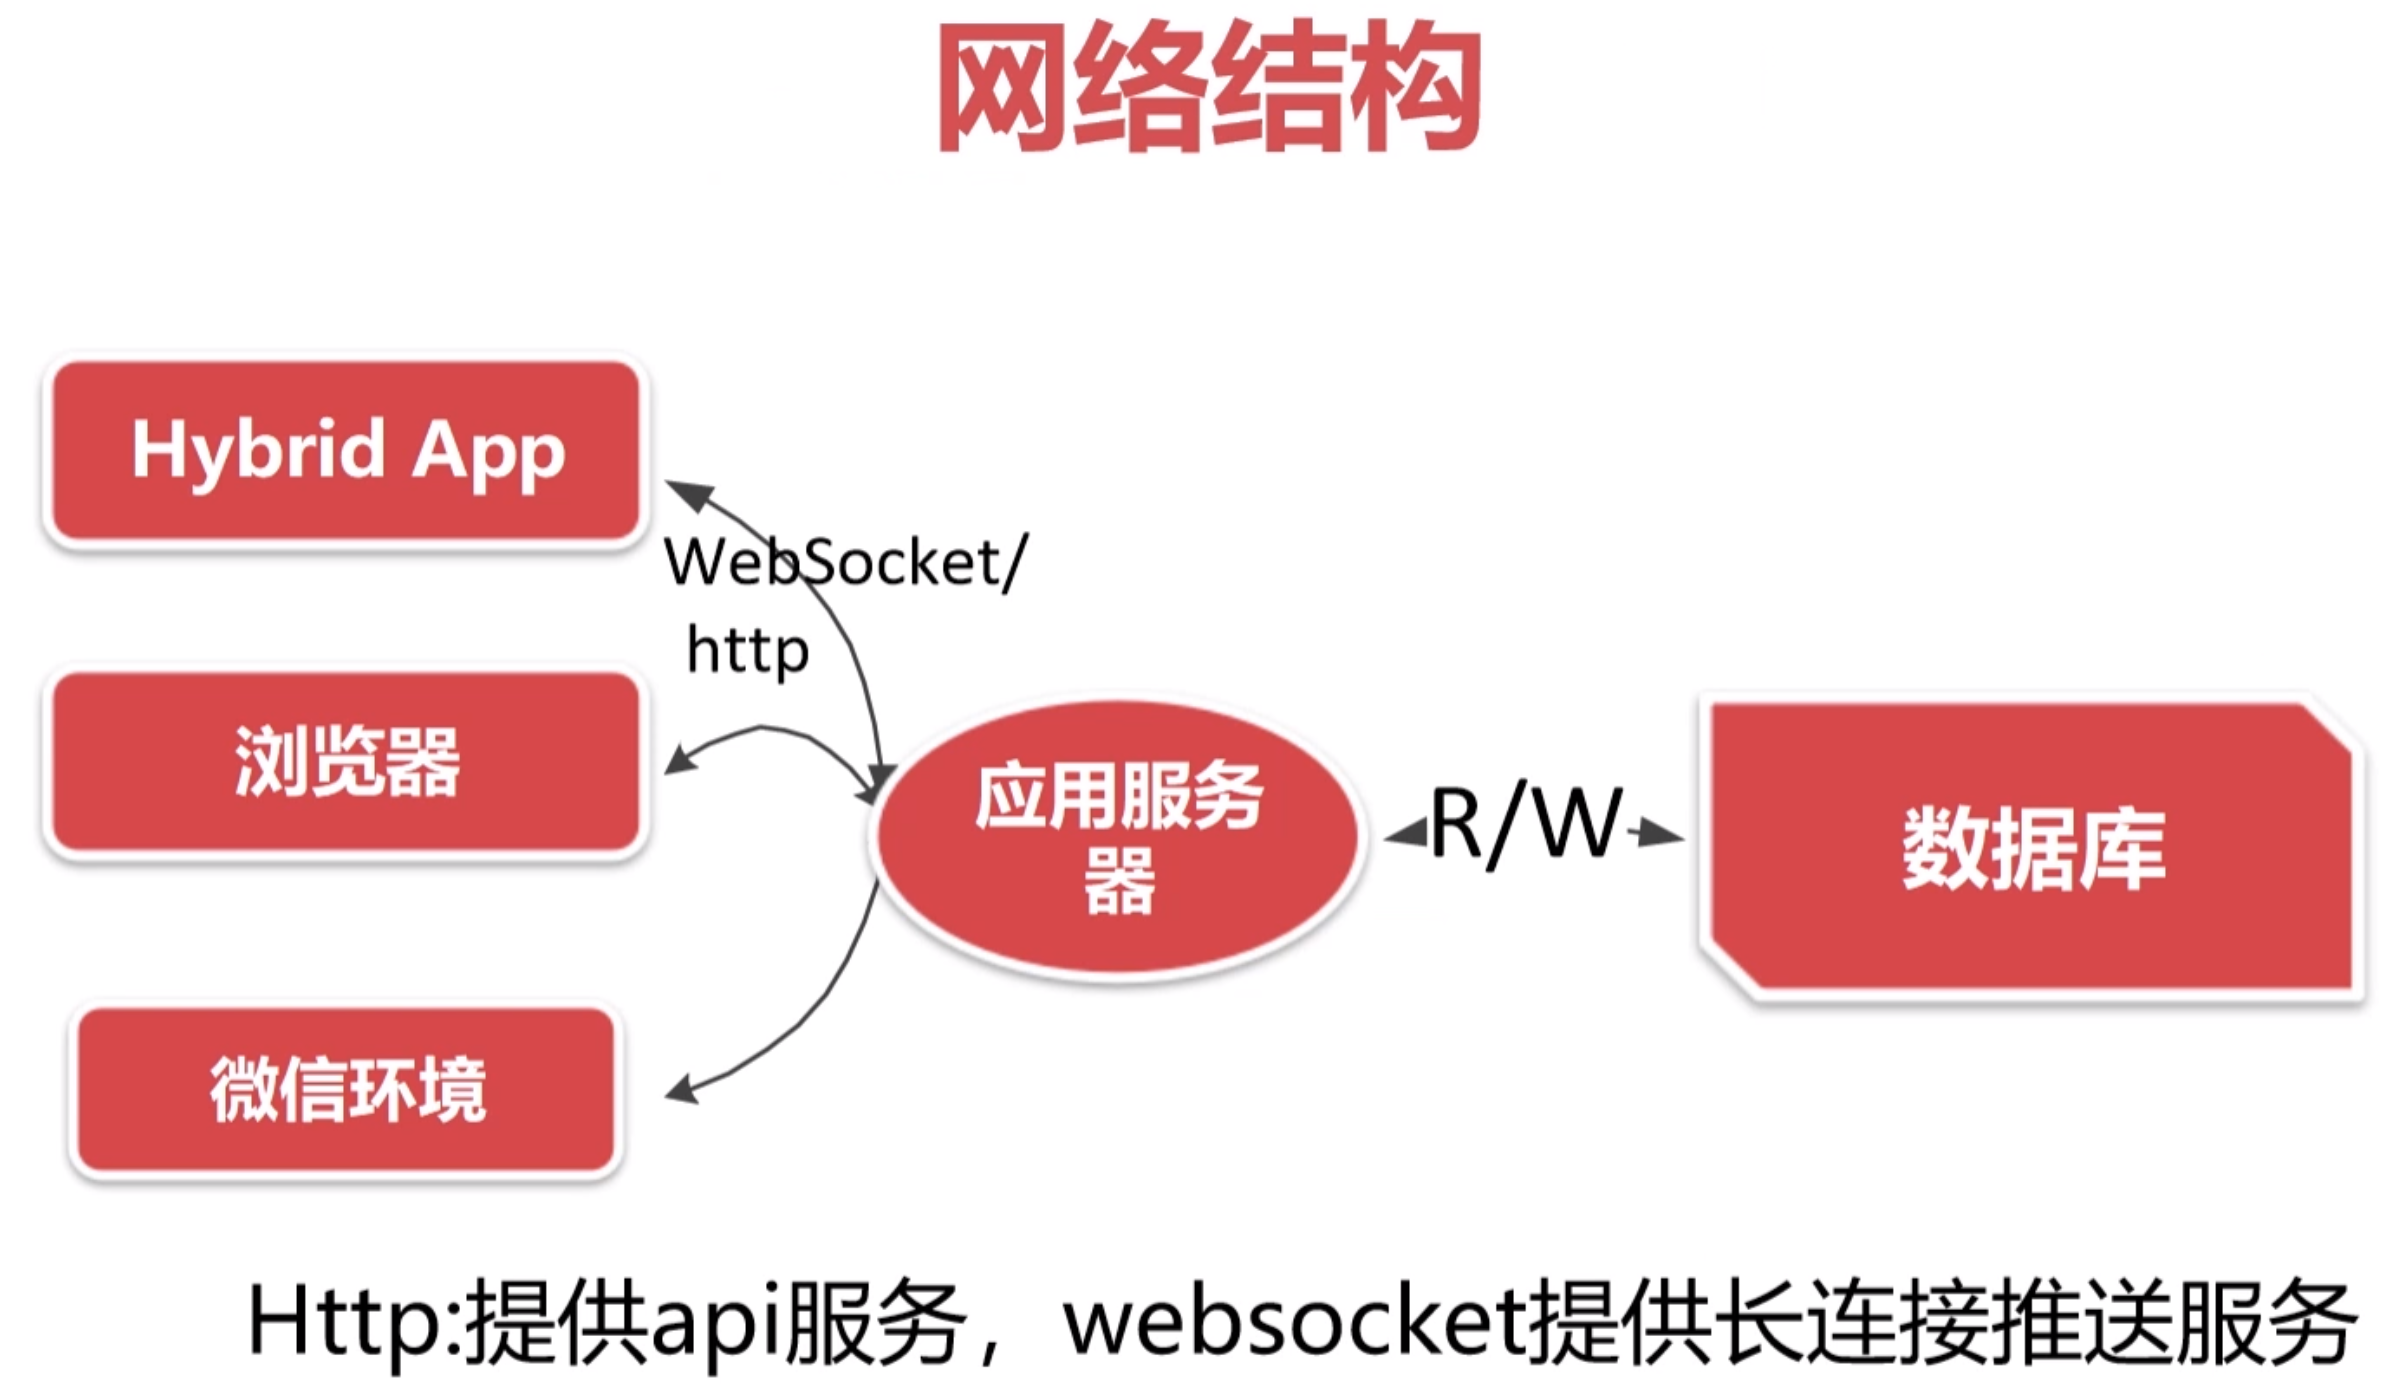 网络结构
Hybrid App
WebSocket/
http
浏览器
应用服务
器
R/W
数据库
微信环境
Http:提供api服务，websocket提供长连接推送服务